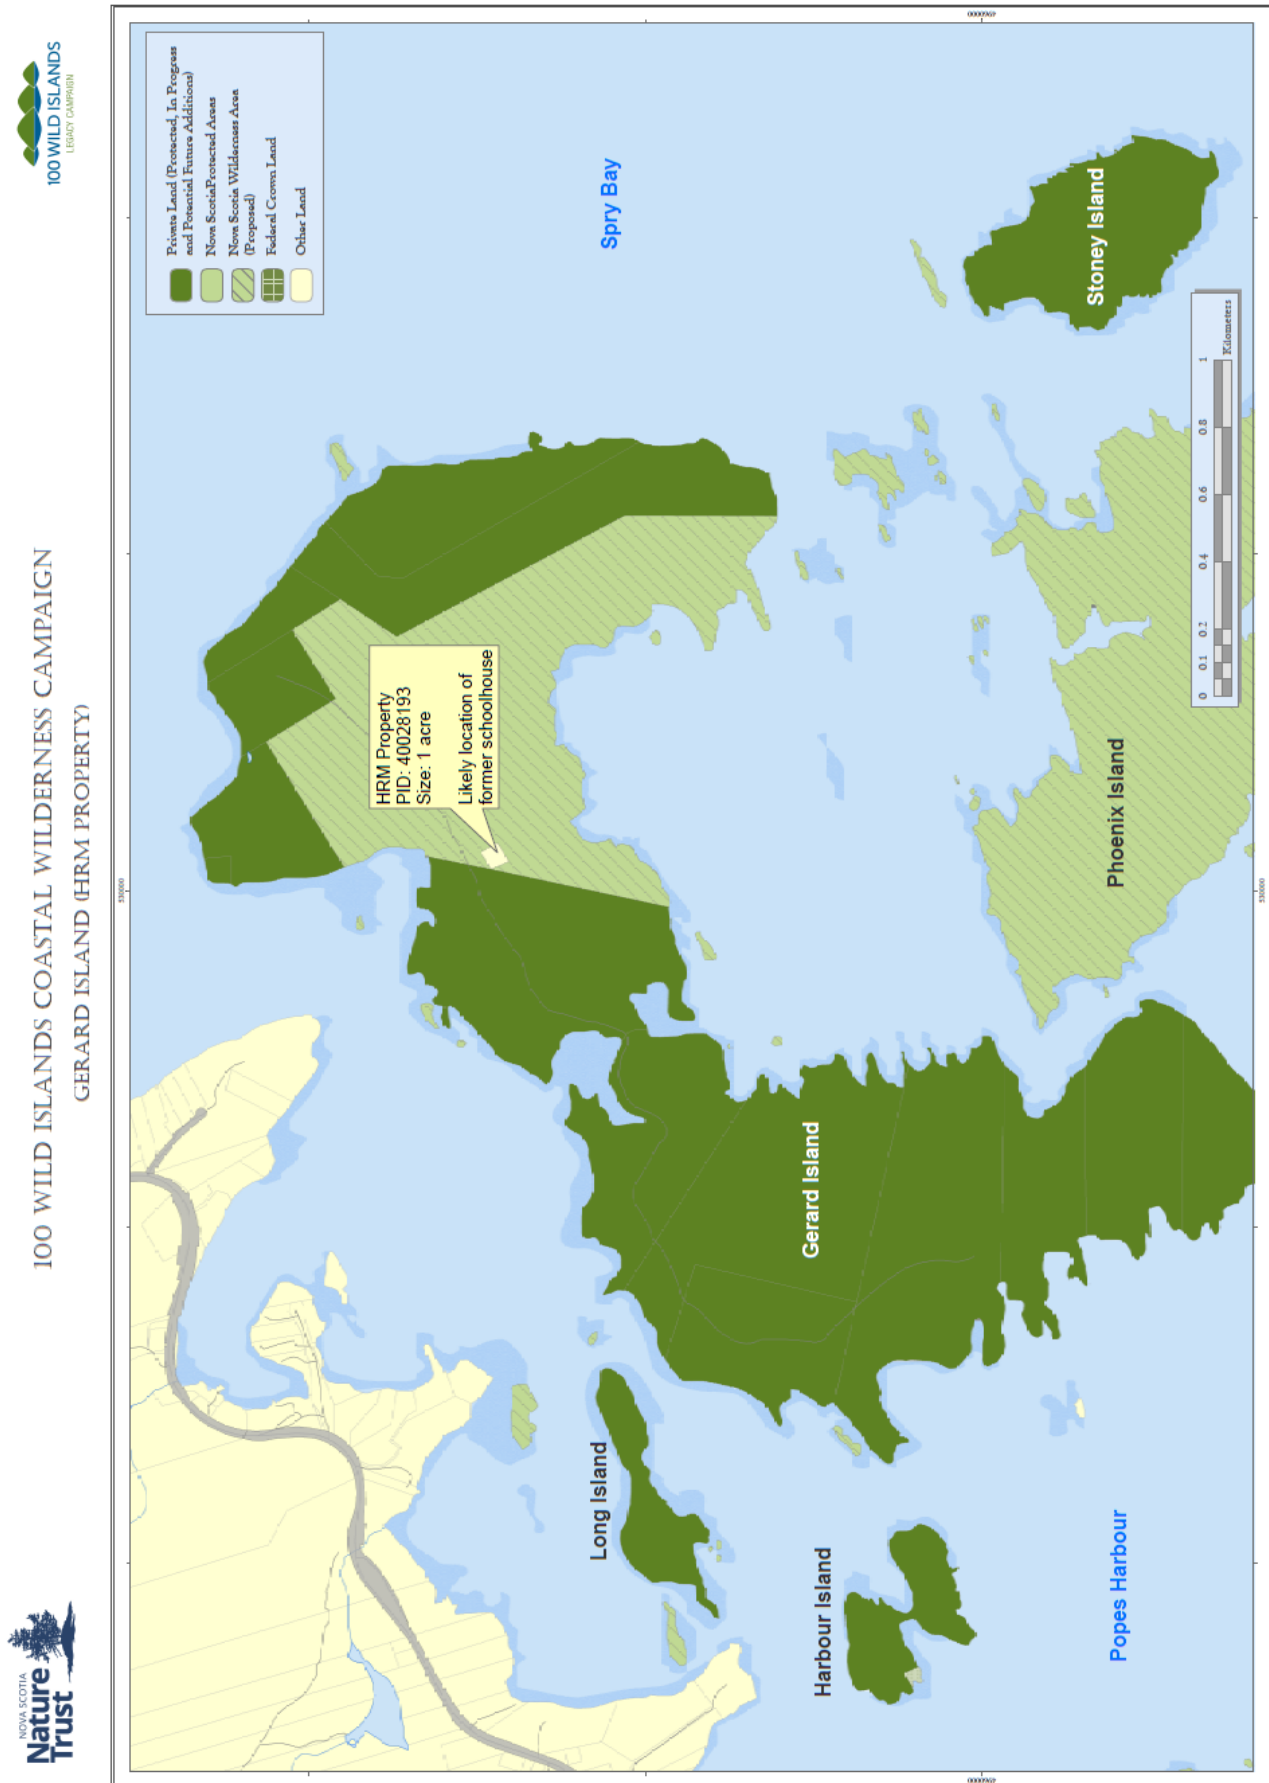 NOVA SCOTIA
Nature
Trust
100 WILD ISLANDS COASTAL WILDERNESS CAMPAIGN
GERARD ISLAND (HRM PROPERTY)
100 WILD ISLANDS
LEGACY CAMPAIGN
530000
Private Land (Protected, In Progress
and Potential Future Additions)
Nova ScotiaProtected Areas
Nova Scotia Wilderness Area
(Proposed)
Federal Crown Land
Other Land
HRM Property
PID: 40028193
Size: 1 acre
Likely location of
former schoolhouse
Spry Bay
Long Island
Harbour Island
Gerard Island
Phoenix Island
Stoney Island
Popes Harbour
0 0.1 0.2 0.4 0.6 0.8 1
Kilometers
530000